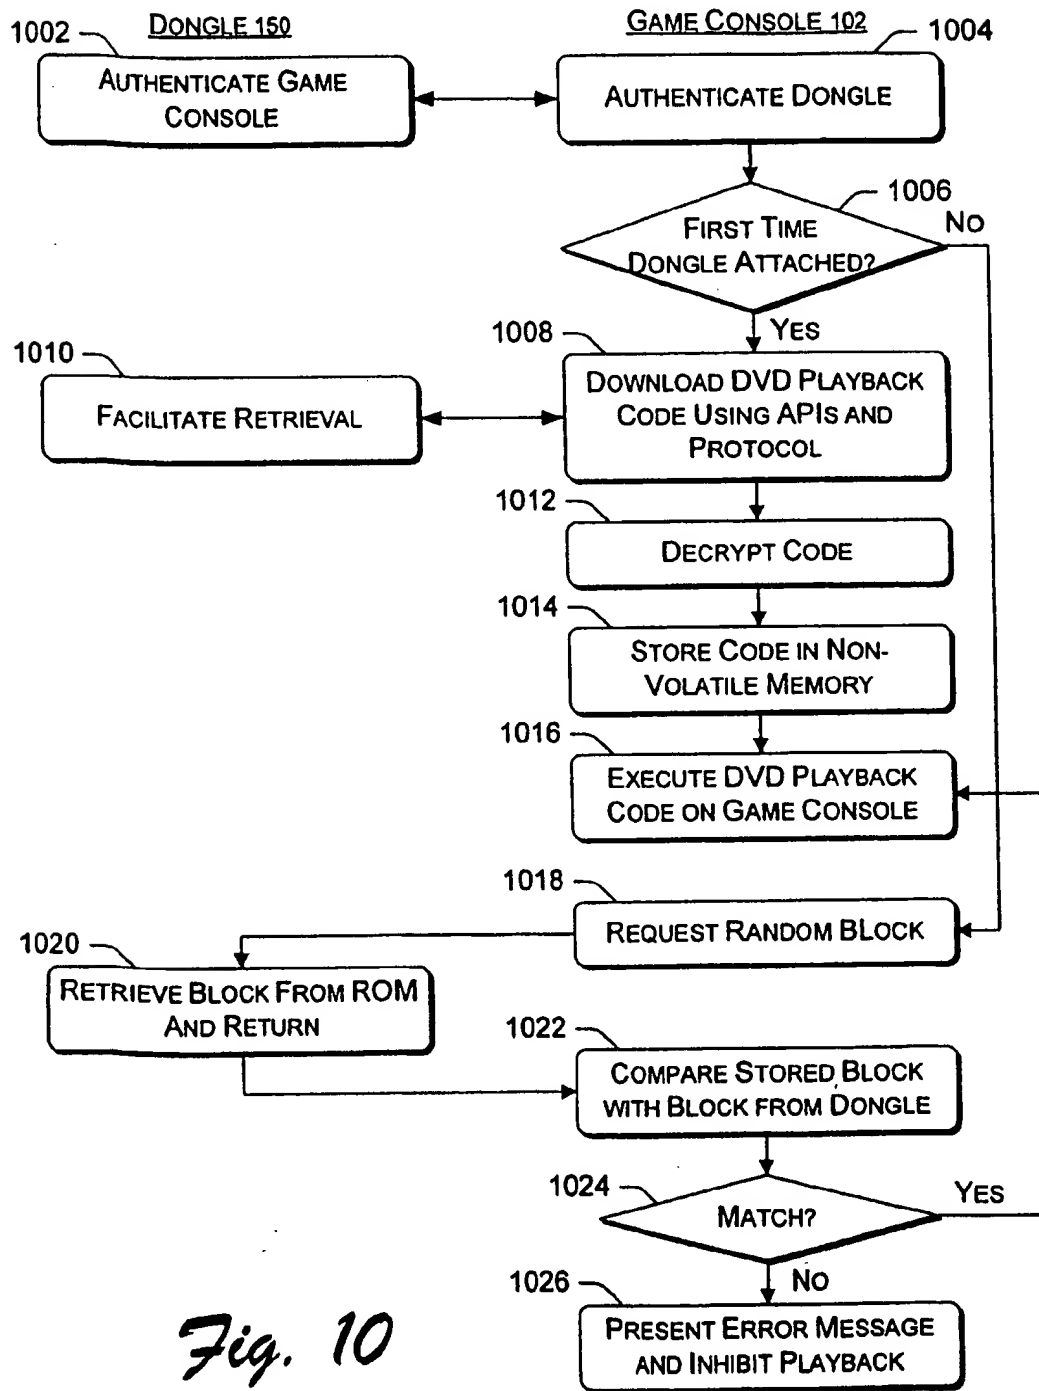 DONGLE 150
GAME CONSOLE 102
1002
1004
AUTHENTICATE GAME
CONSOLE
AUTHENTICATE DONGLE
1006
FIRST TIME
DONGLE ATTACHED?
NO
YES
1008
1010
DOWNLOAD DVD PLAYBACK
CODE USING APIS AND
PROTOCOL
FACILITATE RETRIEVAL
1012
DECRYPT CODE
1014
STORE CODE IN NON-
VOLATILE MEMORY
1016
EXECUTE DVD PLAYBACK
CODE ON GAME CONSOLE
1018
REQUEST RANDOM BLOCK
1020
RETRIEVE BLOCK FROM ROM
AND RETURN
1022
COMPARE STORED BLOCK
WITH BLOCK FROM DONGLE
1024
MATCH?
YES
NO
1026
PRESENT ERROR MESSAGE
AND INHIBIT PLAYBACK
Fig. 10